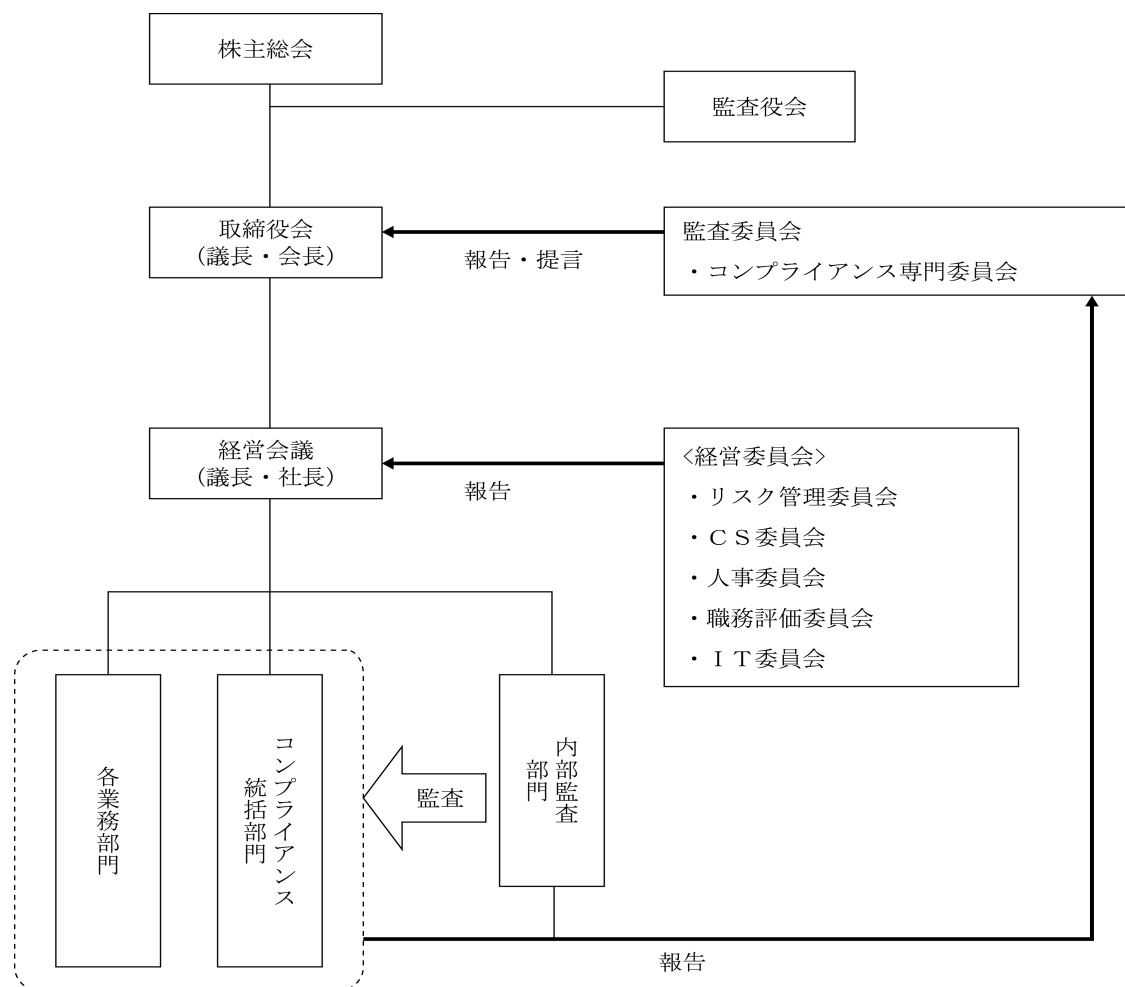 株主総会
監査役会
取締役会
（議長・会長）
報告・提言
監査委員会
・コンプライアンス専門委員会
経営会議
（議長・社長）
報告
<経営委員会>
・リスク管理委員会
・ＣＳ委員会
・人事委員会
・職務評価委員会
・ＩＴ委員会
各業務部門
コンプライアンス
統括部門
監査
内部監査
部門
報告